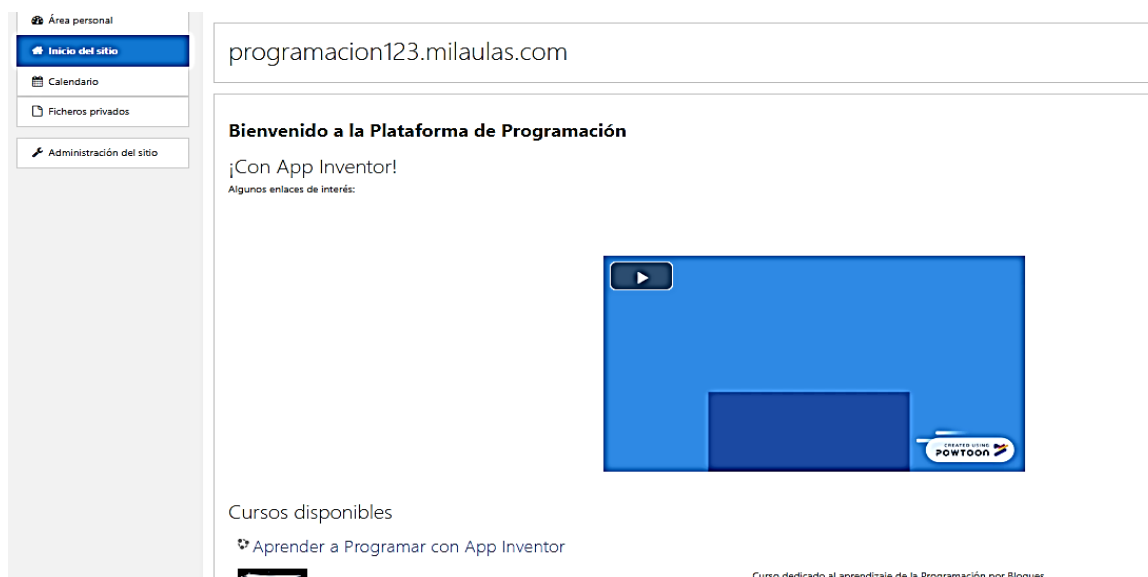 Área personal
Inicio del sitio
Calendario
Ficheros privados
Administración del sitio
programacion123.milaulas.com
Bienvenido a la Plataforma de Programación
¡Con App Inventor!
Algunos enlaces de interés:
CREATED USING
POWTOON
Cursos disponibles
Aprender a Programar con App Inventor
Curso dedicado al aprendizaje de la Programación por Bloques